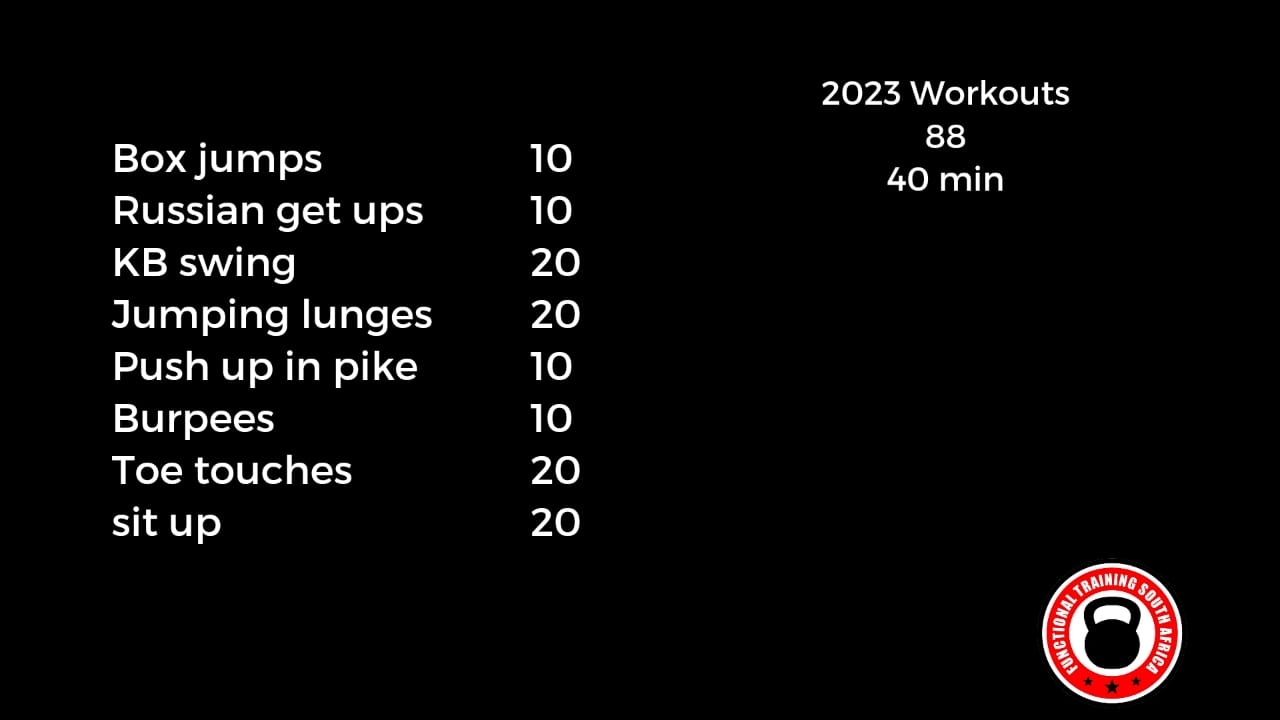 2023 Workouts
88
40 min
Box jumps 10
Russian get ups 10
KB swing 20
Jumping lunges 20
Push up in pike 10
Burpees 10
Toe touches 20
sit up 20
FUNCTIONAL TRAINING SOUTH AFRICA